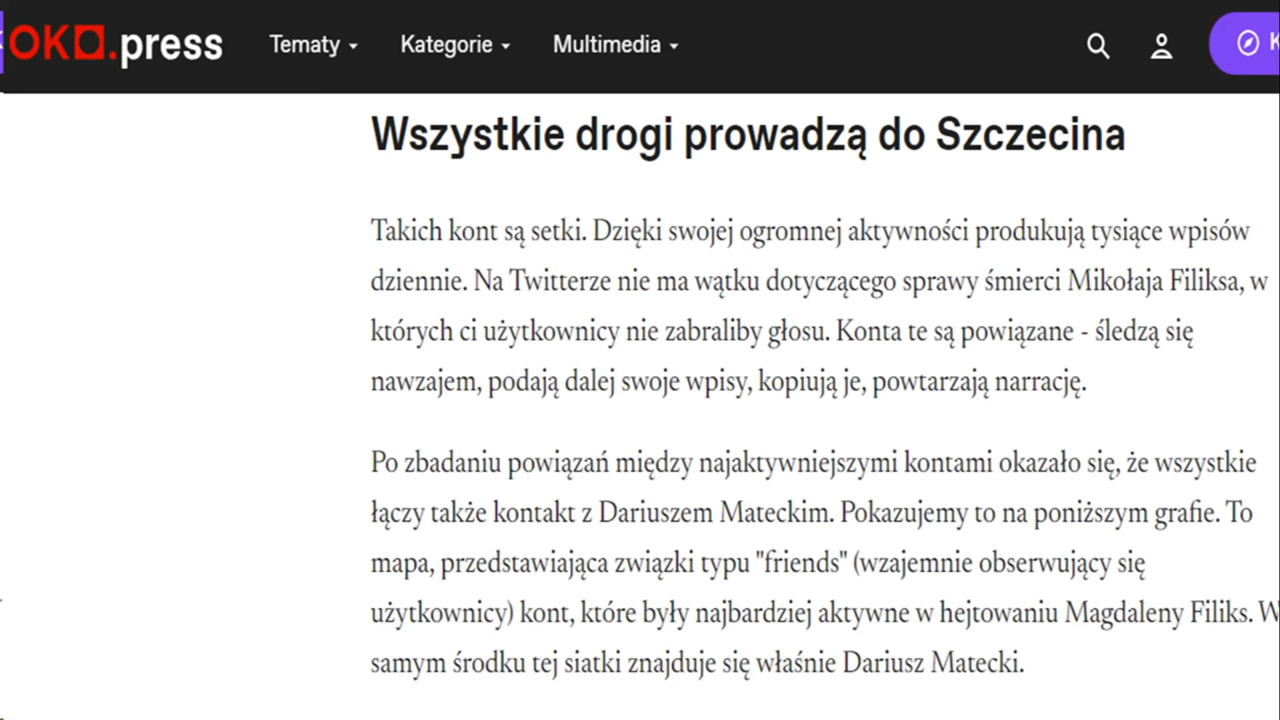 OKO.press Tematy Kategorie Multimedia K
Wszystkie drogi prowadzą do Szczecina
Takich kont są setki. Dzięki swojej ogromnej aktywności produkują tysiące wpisów
dziennie. Na Twitterze nie ma wątku dotyczącego sprawy śmierci Mikołaja Filiksa, w
których ci użytkownicy nie zabraliby głosu. Konta te są powiązane - śledzą się
nawzajem, podają dalej swoje wpisy, kopiują je, powtarzają narrację.
Po zbadaniu powiązań między najaktywniejszymi kontami okazało się, że wszystkie
łączy także kontakt z Dariuszem Mateckim. Pokazujemy to na poniższym grafie. To
mapa, przedstawiająca związki typu "friends" (wzajemnie obserwujący się
użytkownicy) kont, które były najbardziej aktywne w hejtowaniu Magdaleny Filiks. W
samym środku tej siatki znajduje się właśnie Dariusz Matecki.